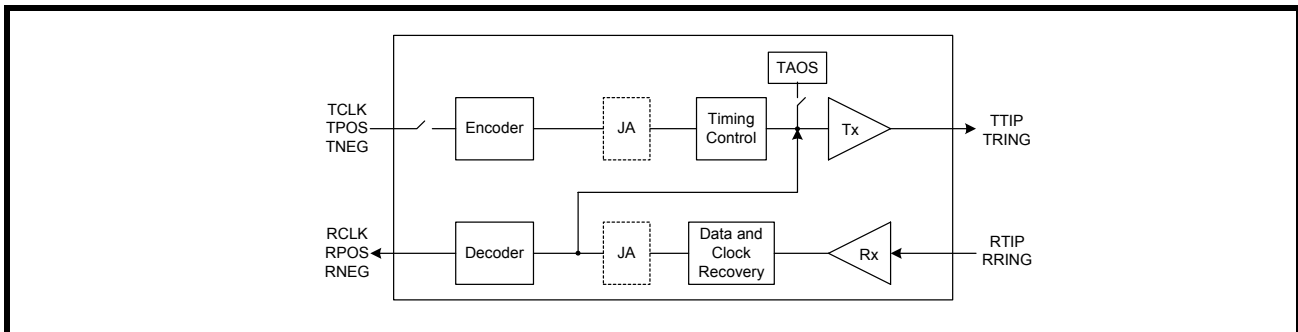 TAOS
TCLK
TPOS
TNEG
Encoder
JA
Timing
Control
Tx
TTIP
TRING
RCLK
RPOS
RNEG
Decoder
JA
Data and
Clock
Recovery
Rx
RTIP
RRING